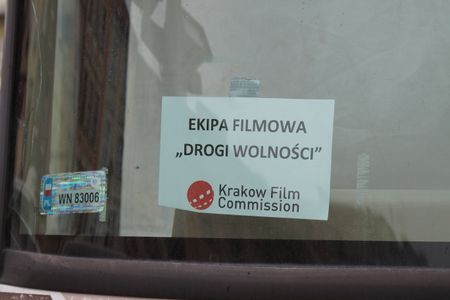 EKIPA FILMOWA
„DROGI WOLNOŚCI”
Krakow Film
Commission
WN 83006